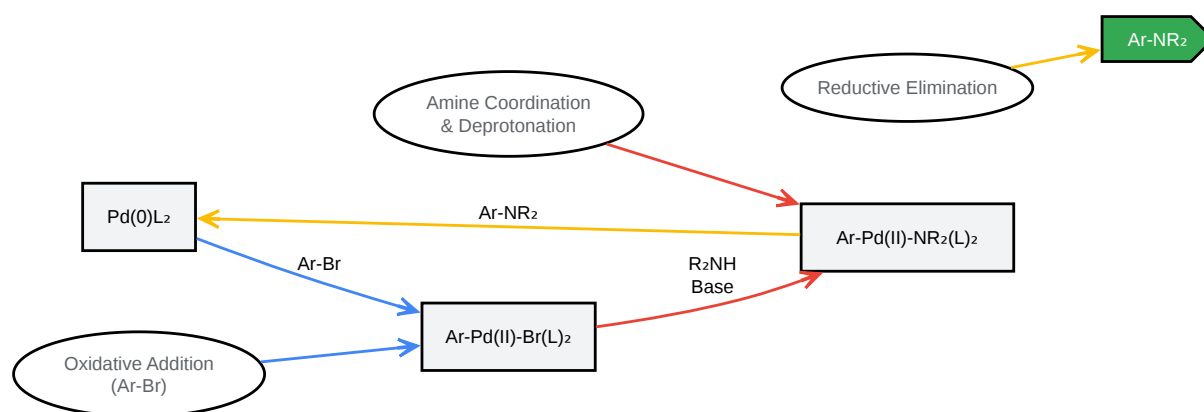 Ar-NR₂
Reductive Elimination
Amine Coordination
& Deprotonation
Pd(0)L₂
Ar-NR₂
Ar-Pd(II)-NR₂(L)₂
Ar-Br
R₂NH
Base
Ar-Pd(II)-Br(L)₂
Oxidative Addition
(Ar-Br)